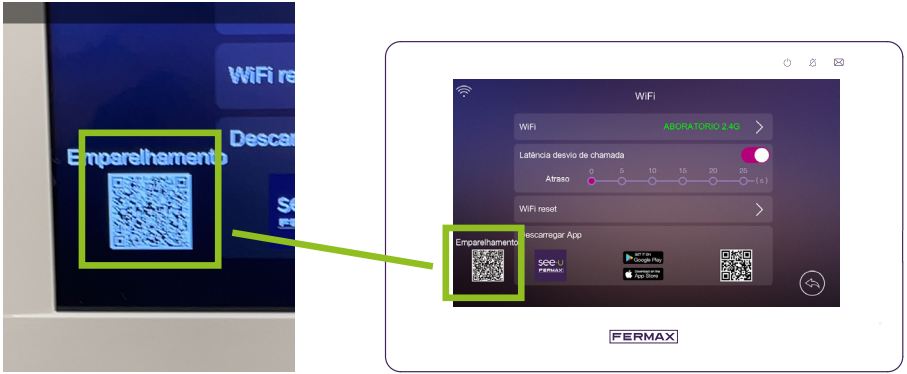 WiFi re
Descar
Emparelhamento
Se
WiFi
WiFi
ABORATORIO 2.4G
Latência desvio de chamada
0 5 10 15 20 25
Atraso
(s)
WiFi reset
Descarregar App
Emparelhamento
see-u
FERMAX
GET IT ON
Google Play
Download on the
App Store
FERMAX